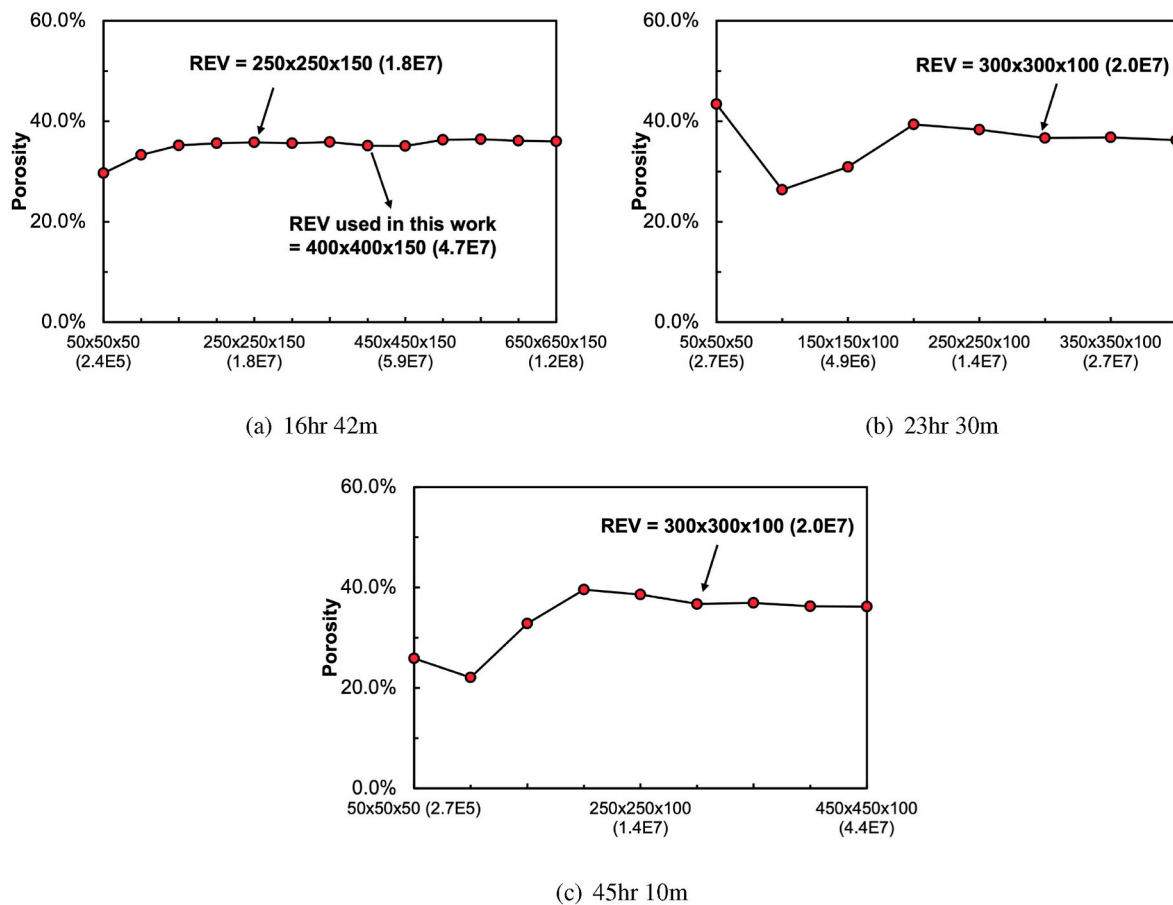 60.0%
40.0%
20.0%
0.0%
Porosity
REV = 250x250x150 (1.8E7)
REV used in this work
= 400x400x150 (4.7E7)
50x50x50
(2.4E5)
250x250x150
(1.8E7)
450x450x150
(5.9E7)
650x650x150
(1.2E8)
(a) 16hr 42m
60.0%
40.0%
20.0%
0.0%
Porosity
REV = 300x300x100 (2.0E7)
50x50x50
(2.7E5)
150x150x100
(4.9E6)
250x250x100
(1.4E7)
350x350x100
(2.7E7)
(b) 23hr 30m
60.0%
40.0%
20.0%
0.0%
Porosity
REV = 300x300x100 (2.0E7)
50x50x50 (2.7E5)
250x250x100
(1.4E7)
450x450x100
(4.4E7)
(c) 45hr 10m